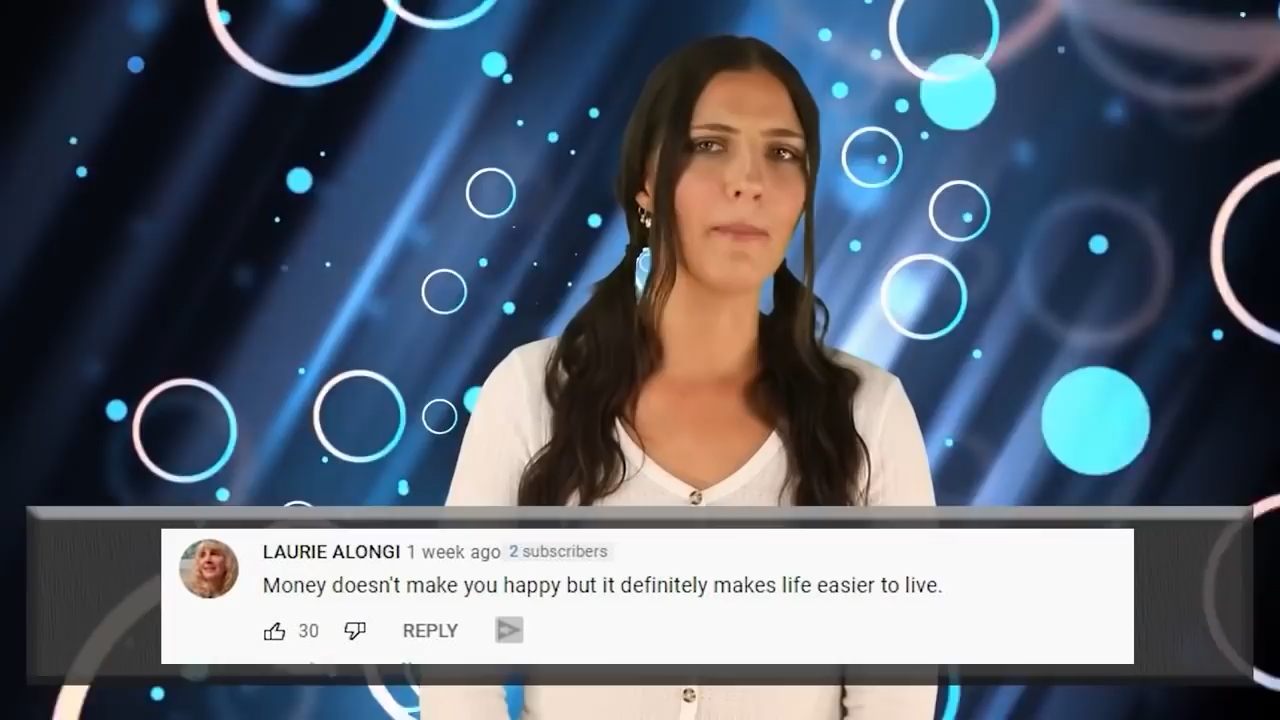 LAURIE ALONGI 1 week ago 2 subscribers
Money doesn't make you happy but it definitely makes life easier to live.
30 REPLY